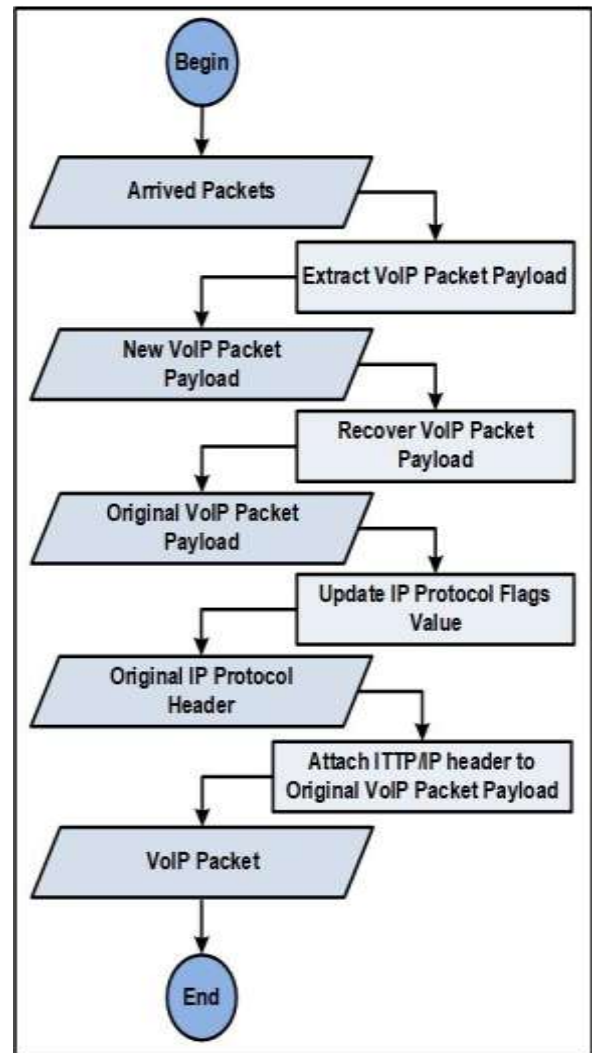 Begin
Arrived Packets
Extract VoIP Packet Payload
New VoIP Packet
Payload
Recover VoIP Packet
Payload
Original VoIP Packet
Payload
Update IP Protocol Flags
Value
Original IP Protocol
Header
Attach ITTP/IP header to
Original VoIP Packet Payload
VoIP Packet
End